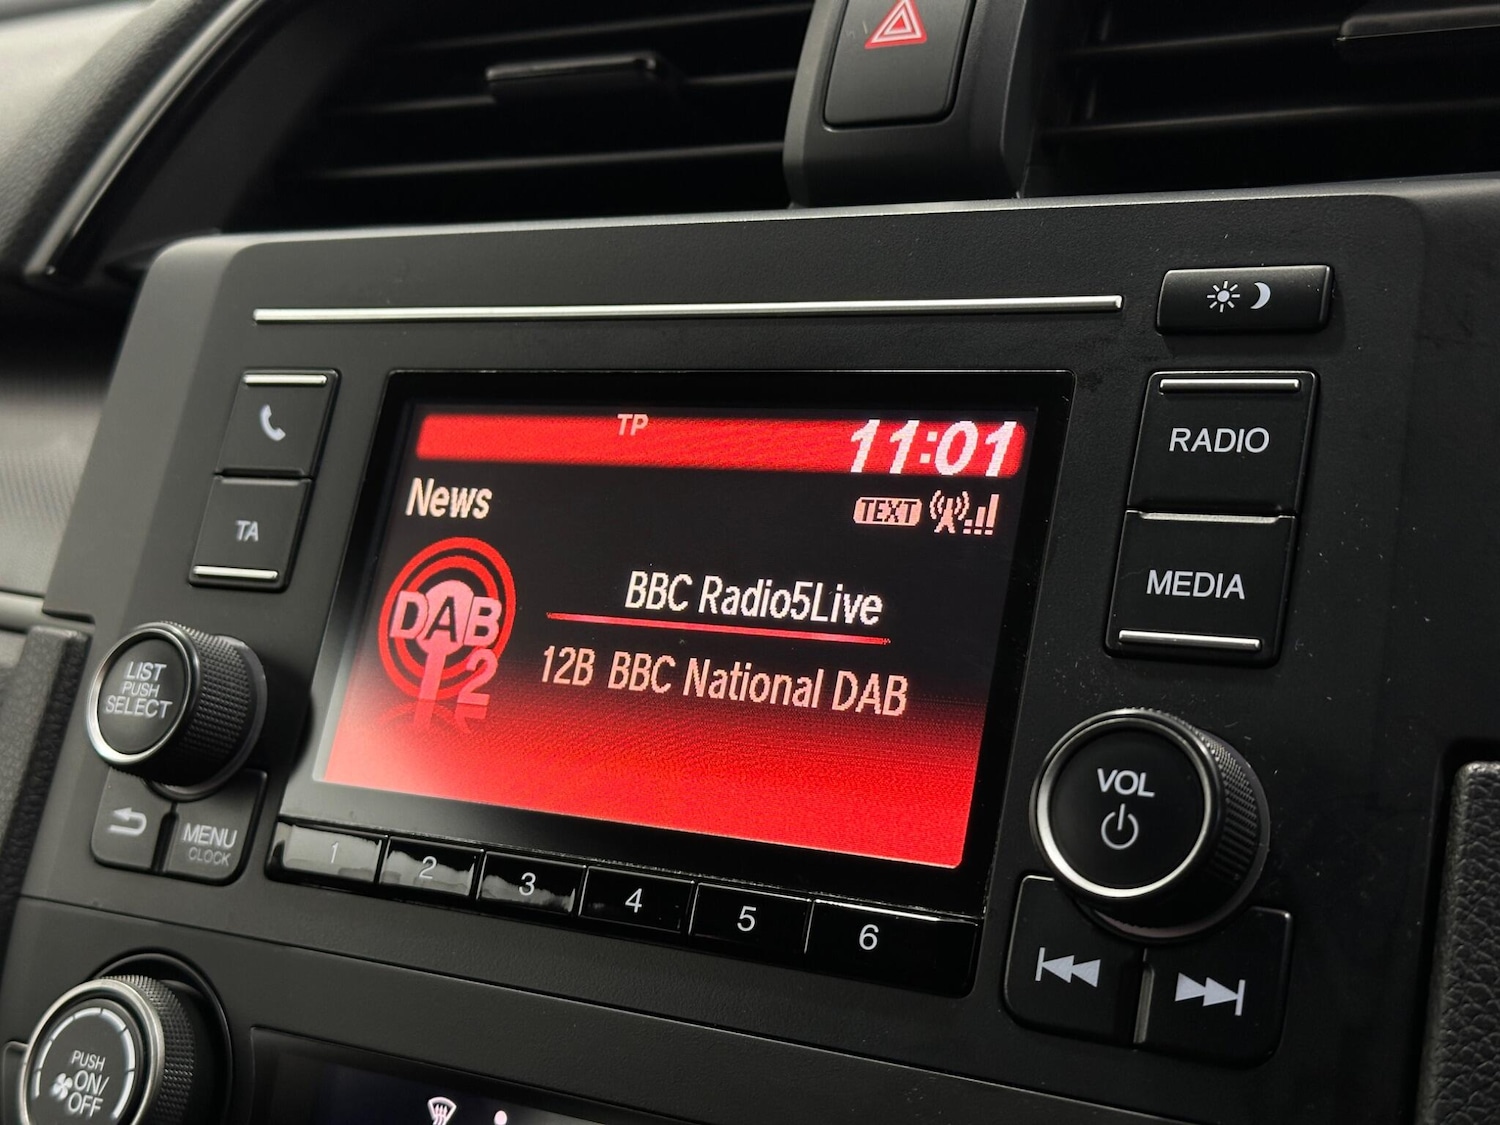 TP
11:01
News
TEXT
BBC Radio5Live
DAB
2
12B BBC National DAB
TA
RADIO
MEDIA
LIST
PUSH
SELECT
VOL
MENU
CLOCK
1 2 3 4 5 6
PUSH
ON/
OFF